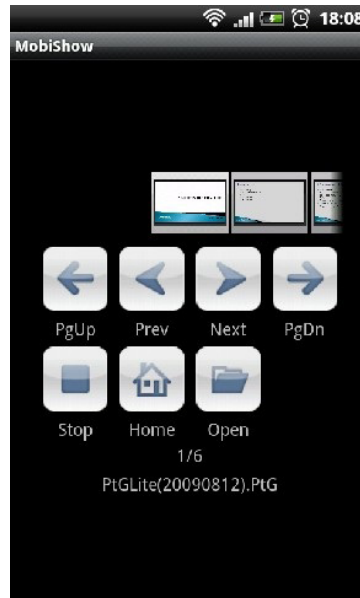 18:08
MobiShow
PgUp Prev Next PgDn
Stop Home Open
1/6
PtGLite(20090812).PtG